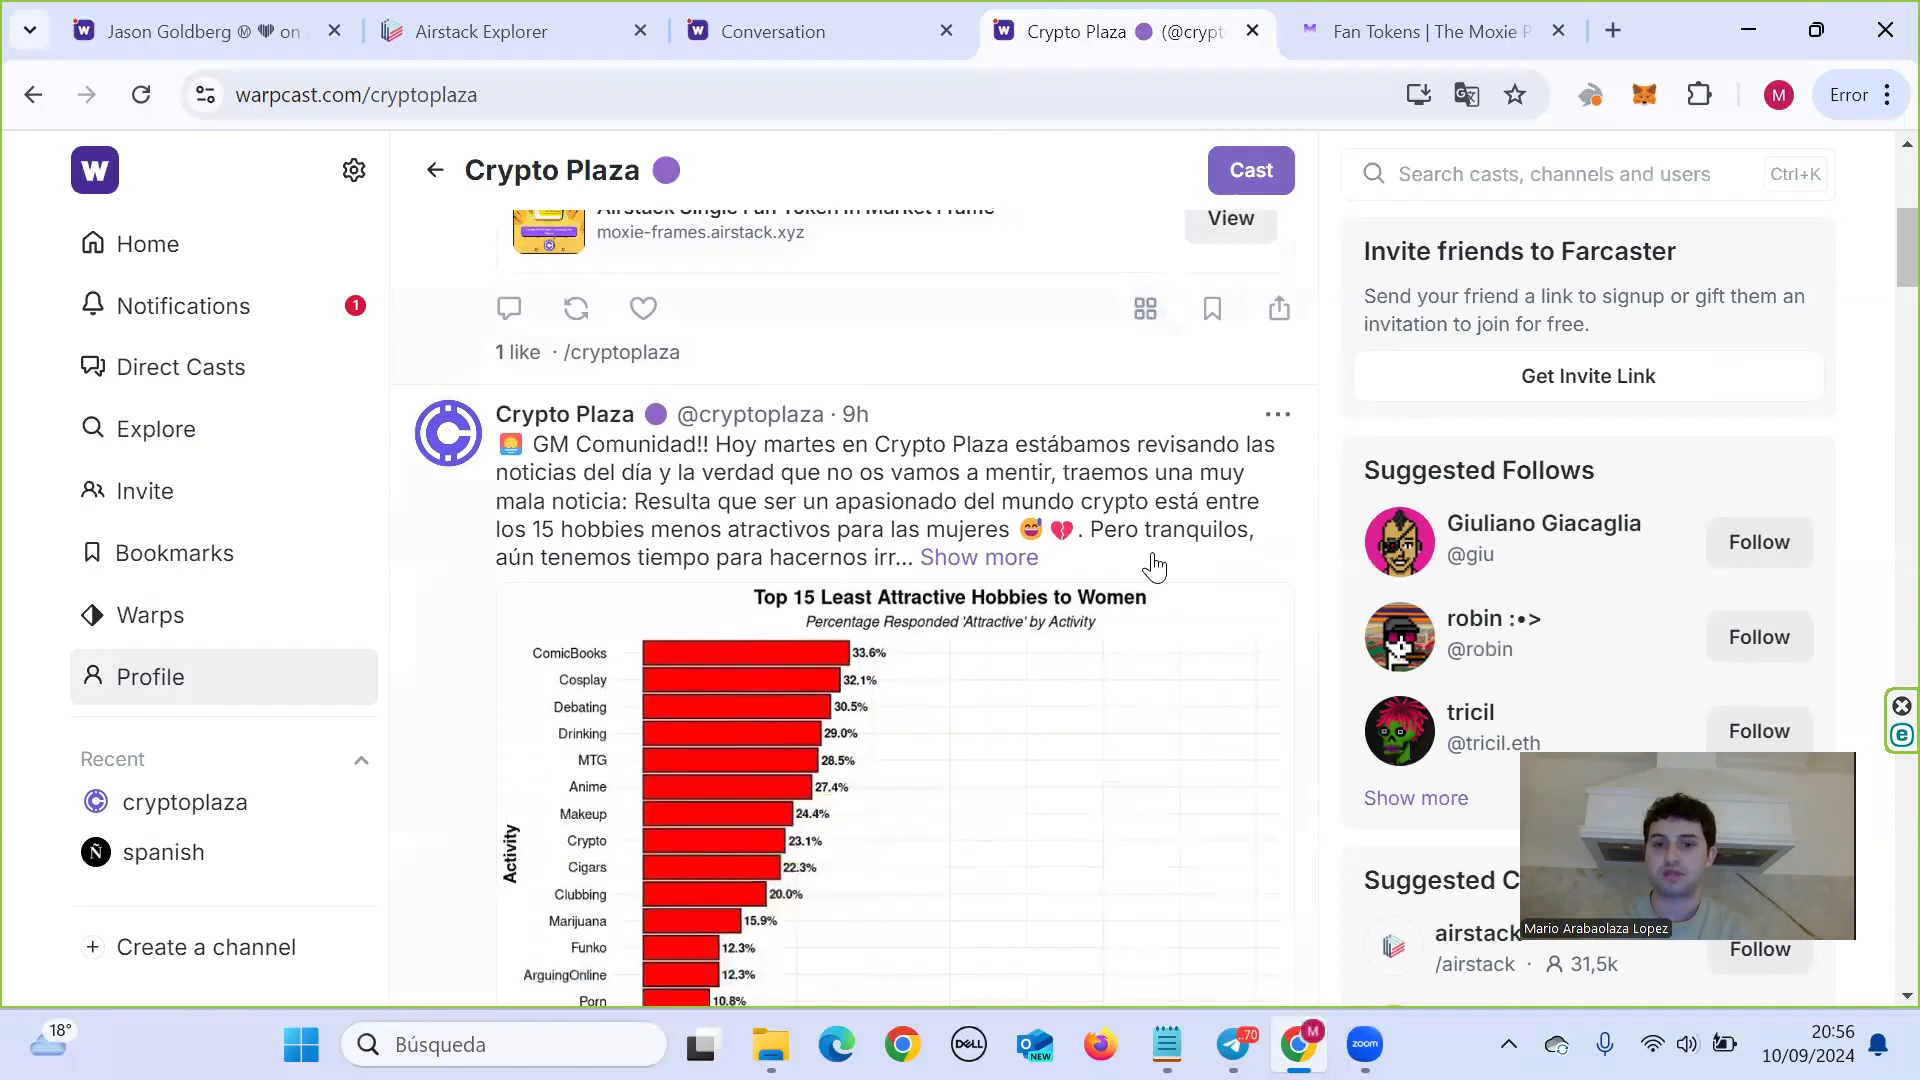 Jason Goldberg Ⓜ 🎩 on
Airstack Explorer
Conversation
Crypto Plaza 🟣 (@crypt
Fan Tokens | The Moxie P
warpcast.com/cryptoplaza
M
Error
W
Crypto Plaza 🟣
Cast
Search casts, channels and users
Ctrl+K
Airstack Single Fan Token in Market Frame
moxie-frames.airstack.xyz
View
Home
Notifications
1
Direct Casts
Explore
Invite
Bookmarks
Warps
Profile
Recent
cryptoplaza
spanish
Create a channel
1 like · /cryptoplaza
Crypto Plaza 🟣 @cryptoplaza · 9h
🌅 GM Comunidad!! Hoy martes en Crypto Plaza estábamos revisando las
noticias del día y la verdad que no os vamos a mentir, traemos una muy
mala noticia: Resulta que ser un apasionado del mundo crypto está entre
los 15 hobbies menos atractivos para las mujeres 😅 💔. Pero tranquilos,
aún tenemos tiempo para hacernos irr... Show more
Top 15 Least Attractive Hobbies to Women
Percentage Responded 'Attractive' by Activity
Activity
ComicBooks 33.6%
Cosplay 32.1%
Debating 30.5%
Drinking 29.0%
MTG 28.5%
Anime 27.4%
Makeup 24.4%
Crypto 23.1%
Cigars 22.3%
Clubbing 20.0%
Marijuana 15.9%
Funko 12.3%
ArguingOnline 12.3%
Porn 10.8%
Invite friends to Farcaster
Send your friend a link to signup or gift them an
invitation to join for free.
Get Invite Link
Suggested Follows
Giuliano Giacaglia
@giu
Follow
robin :•>
@robin
Follow
tricil
@tricil.eth
Follow
Show more
Suggested C
airstack
/airstack · 31,5k
Follow
Mario Arabaolaza Lopez
18°
Búsqueda
DELL
NEW
70
M
zoom
20:56
10/09/2024